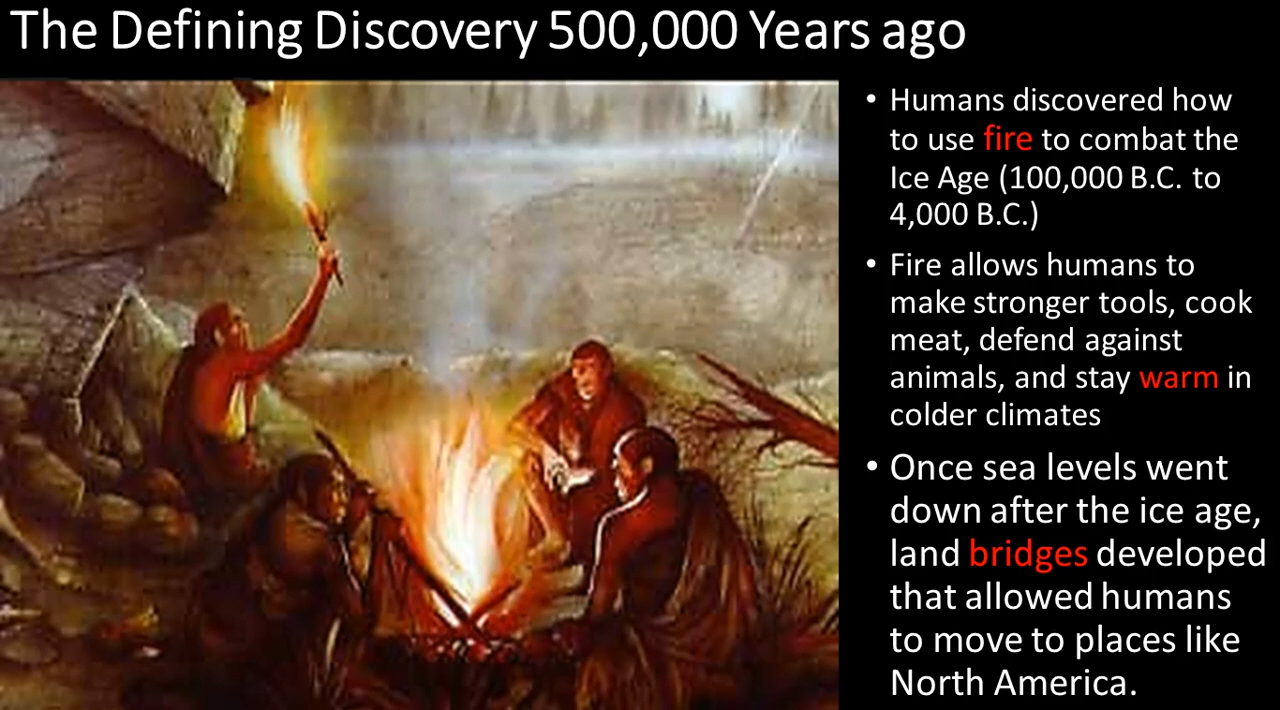 The Defining Discovery 500,000 Years ago
• Humans discovered how
to use fire to combat the
Ice Age (100,000 B.C. to
4,000 B.C.)
• Fire allows humans to
make stronger tools, cook
meat, defend against
animals, and stay warm in
colder climates
• Once sea levels went
down after the ice age,
land bridges developed
that allowed humans
to move to places like
North America.